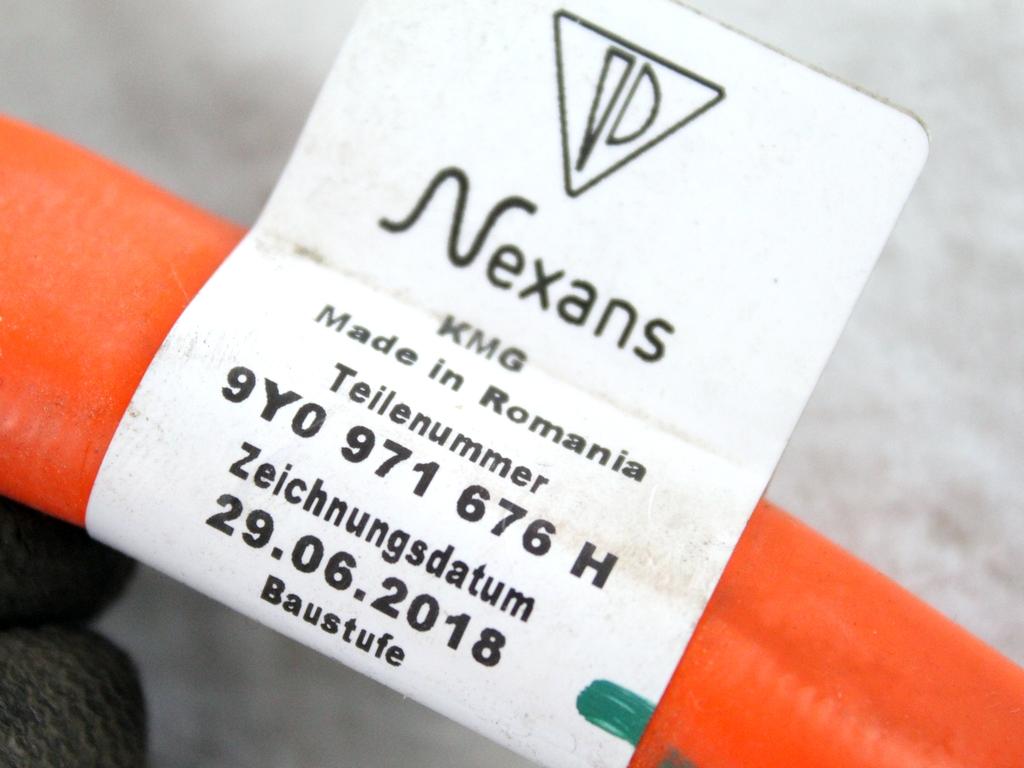 Nexans
KMG
Made in Romania
Teilenummer
9Y0 971 676 H
Zeichnungsdatum
29.06.2018
Baustufe